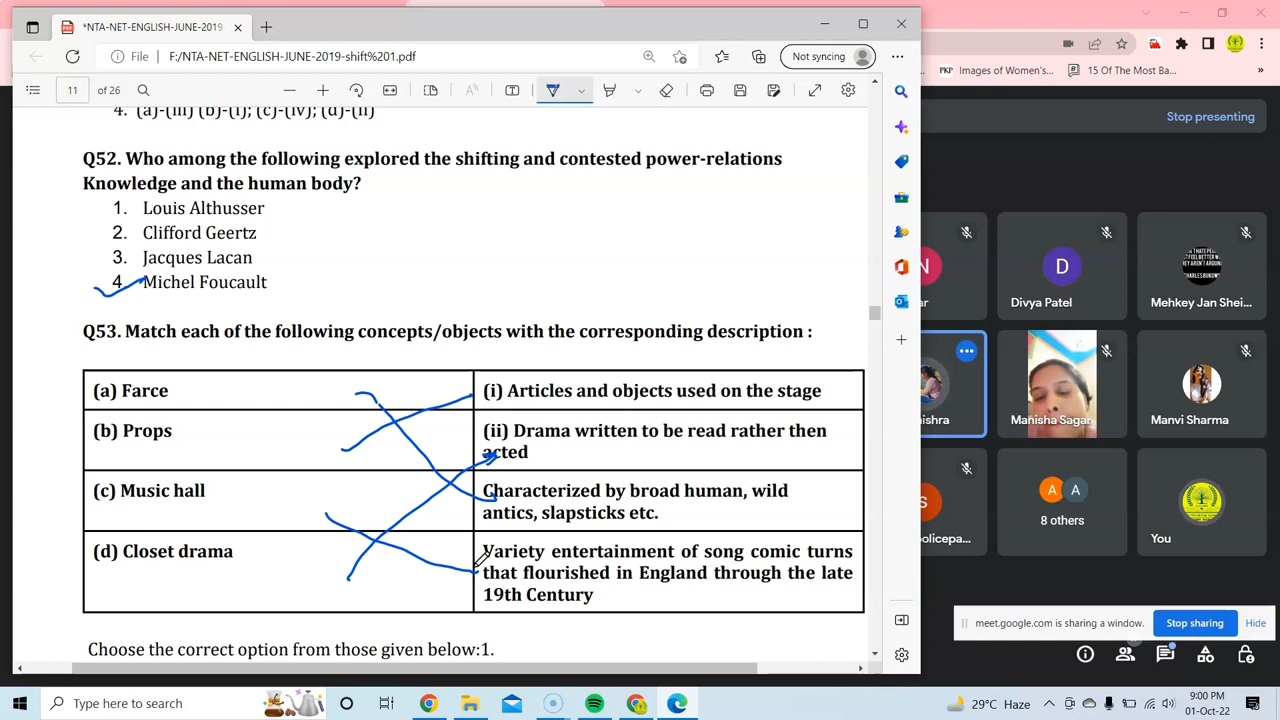 *NTA-NET-ENGLISH-JUNE-2019
File F:/NTA-NET-ENGLISH-JUNE-2019-shift%201.pdf
Not syncing
PKP Images of Women's...
B 15 Of The Most Ba...
11 of 26
Stop presenting
4. (a)-(iii) (b)-(i); (c)-(iv); (d)-(ii)
Q52. Who among the following explored the shifting and contested power-relations
Knowledge and the human body?
1. Louis Althusser
2. Clifford Geertz
3. Jacques Lacan
4. Michel Foucault
Q53. Match each of the following concepts/objects with the corresponding description :
(a) Farce
(i) Articles and objects used on the stage
(b) Props
(ii) Drama written to be read rather then
acted
(c) Music hall
Characterized by broad human, wild
antics, slapsticks etc.
(d) Closet drama
Variety entertainment of song comic turns
that flourished in England through the late
19th Century
Choose the correct option from those given below:1.
N
ar
D
Divya Patel
Mehkey Jan Shei...
nishra
Manisha Sagar
Manvi Sharma
S
policepa...
A A
8 others
You
meet.google.com is sharing a window.
Stop sharing
Hide
Type here to search
29°C Haze
9:00 PM
01-Oct-22